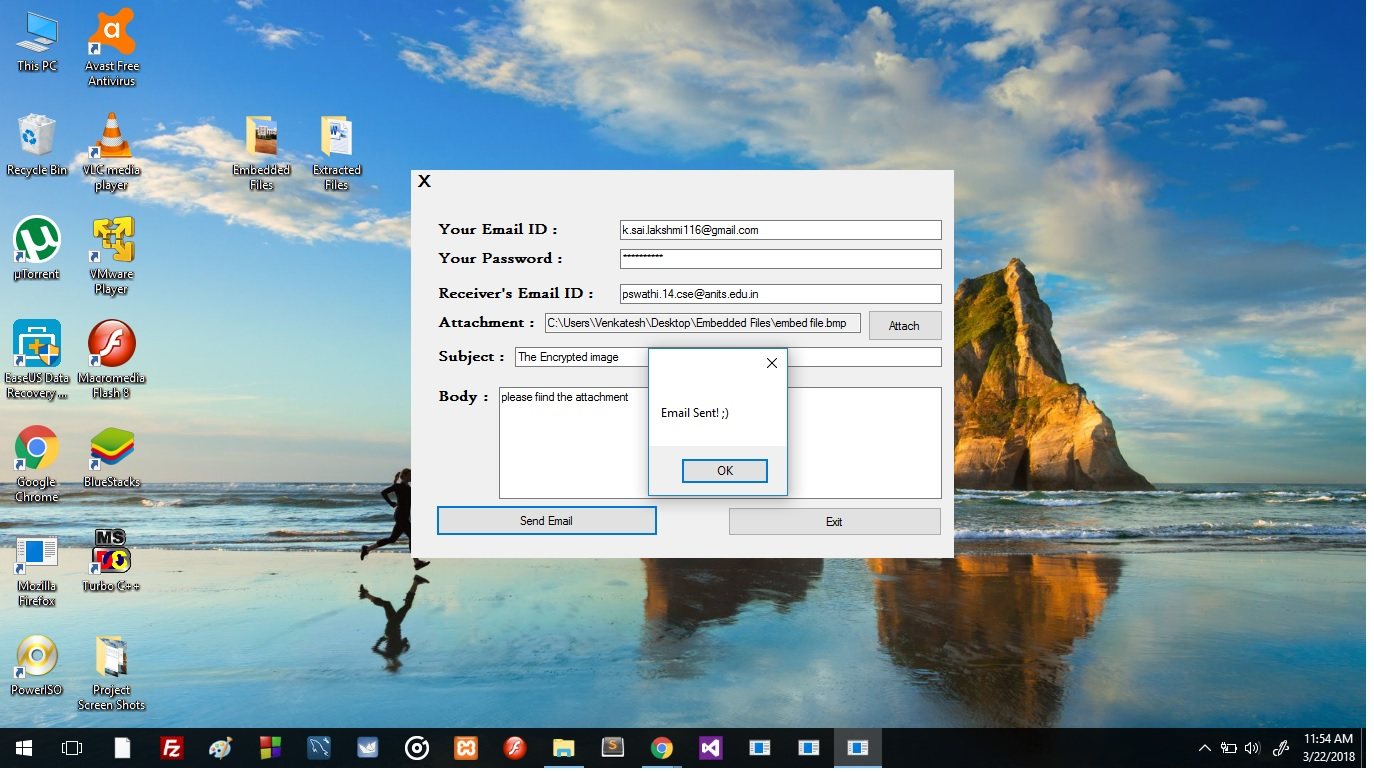 This PC
Avast Free
Antivirus
Recycle Bin
VLC media
player
Embedded
Files
Extracted
Files
µTorrent
VMware
Player
EaseUS Data
Recovery ...
Macromedia
Flash 8
Google
Chrome
BlueStacks
Mozilla
Firefox
MS
Turbo C++
PowerISO
Project
Screen Shots
X
Your Email ID :
k.sai.lakshmi116@gmail.com
Your Password :
**********
Receiver's Email ID :
pswathi.14.cse@anits.edu.in
Attachment :
C:\Users\Venkatesh\Desktop\Embedded Files\embed file.bmp
Attach
Subject :
The Encrypted image
Body :
please fiind the attachment
Email Sent! ;)
OK
Send Email
Exit
11:54 AM
3/22/2018